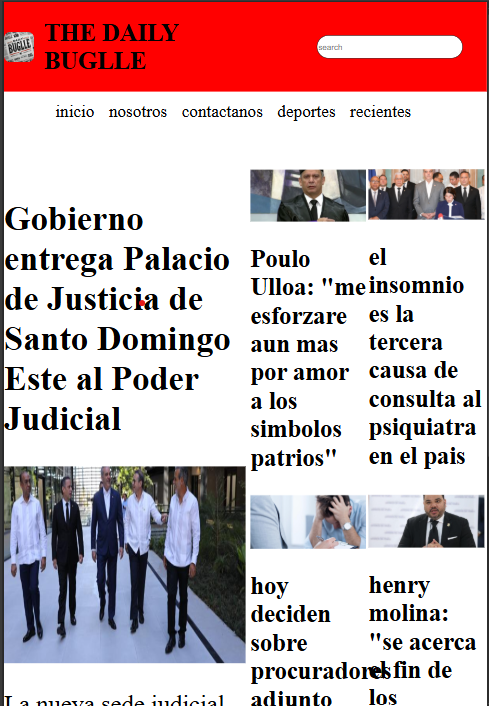 THE DAILY
BUGLLE
BUGLLE
search
inicio nosotros contactanos deportes recientes
Gobierno
entrega Palacio
de Justicia de
Santo Domingo
Este al Poder
Judicial
La nueva sede judicial
Poulo
Ulloa: "me
esforzare
aun mas
por amor
a los
simbolos
patrios"
el
insomnio
es la
tercera
causa de
consulta al
psiquiatra
en el pais
hoy
deciden
sobre
procuradores
adjunto
henry
molina:
"se acerca
el fin de
los